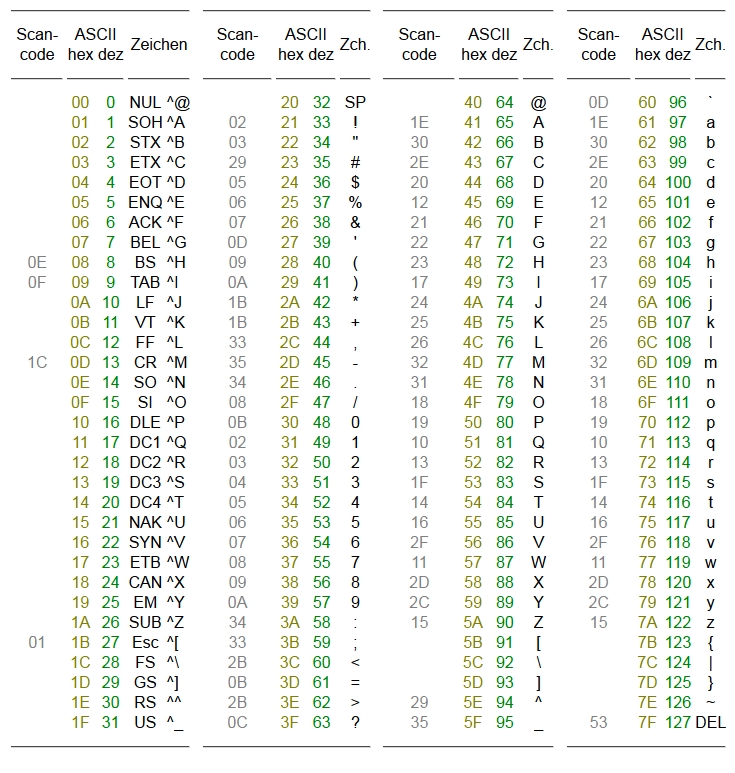 Scan- ASCII Scan- ASCII Scan- ASCII Scan- ASCII
code hex dez Zeichen code hex dez Zch. code hex dez Zch. code hex dez Zch.
00 0 NUL ^@ 20 32 SP 40 64 @ 0D 60 96 `
01 1 SOH ^A 02 21 33 ! 1E 41 65 A 1E 61 97 a
02 2 STX ^B 03 22 34 " 30 42 66 B 30 62 98 b
03 3 ETX ^C 29 23 35 # 2E 43 67 C 2E 63 99 c
04 4 EOT ^D 05 24 36 $ 20 44 68 D 20 64 100 d
05 5 ENQ ^E 06 25 37 % 12 45 69 E 12 65 101 e
06 6 ACK ^F 07 26 38 & 21 46 70 F 21 66 102 f
07 7 BEL ^G 0D 27 39 ' 22 47 71 G 22 67 103 g
0E 08 8 BS ^H 09 28 40 ( 23 48 72 H 23 68 104 h
0F 09 9 TAB ^I 0A 29 41 ) 17 49 73 I 17 69 105 i
0A 10 LF ^J 1B 2A 42 * 24 4A 74 J 24 6A 106 j
0B 11 VT ^K 1B 2B 43 + 25 4B 75 K 25 6B 107 k
0C 12 FF ^L 33 2C 44 , 26 4C 76 L 26 6C 108 l
1C 0D 13 CR ^M 35 2D 45 - 32 4D 77 M 32 6D 109 m
0E 14 SO ^N 34 2E 46 . 31 4E 78 N 31 6E 110 n
0F 15 SI ^O 08 2F 47 / 18 4F 79 O 18 6F 111 o
10 16 DLE ^P 0B 30 48 0 19 50 80 P 19 70 112 p
11 17 DC1 ^Q 02 31 49 1 10 51 81 Q 10 71 113 q
12 18 DC2 ^R 03 32 50 2 13 52 82 R 13 72 114 r
13 19 DC3 ^S 04 33 51 3 1F 53 83 S 1F 73 115 s
14 20 DC4 ^T 05 34 52 4 14 54 84 T 14 74 116 t
15 21 NAK ^U 06 35 53 5 16 55 85 U 16 75 117 u
16 22 SYN ^V 07 36 54 6 2F 56 86 V 2F 76 118 v
17 23 ETB ^W 08 37 55 7 11 57 87 W 11 77 119 w
18 24 CAN ^X 09 38 56 8 2D 58 88 X 2D 78 120 x
19 25 EM ^Y 0A 39 57 9 2C 59 89 Y 2C 79 121 y
1A 26 SUB ^Z 34 3A 58 : 15 5A 90 Z 15 7A 122 z
01 1B 27 Esc ^[ 33 3B 59 ; 5B 91 [ 7B 123 {
1C 28 FS ^\ 2B 3C 60 < 5C 92 \ 7C 124 |
1D 29 GS ^] 0B 3D 61 = 5D 93 ] 7D 125 }
1E 30 RS ^^ 2B 3E 62 > 29 5E 94 ^ 7E 126 ~
1F 31 US ^_ 0C 3F 63 ? 35 5F 95 _ 53 7F 127 DEL